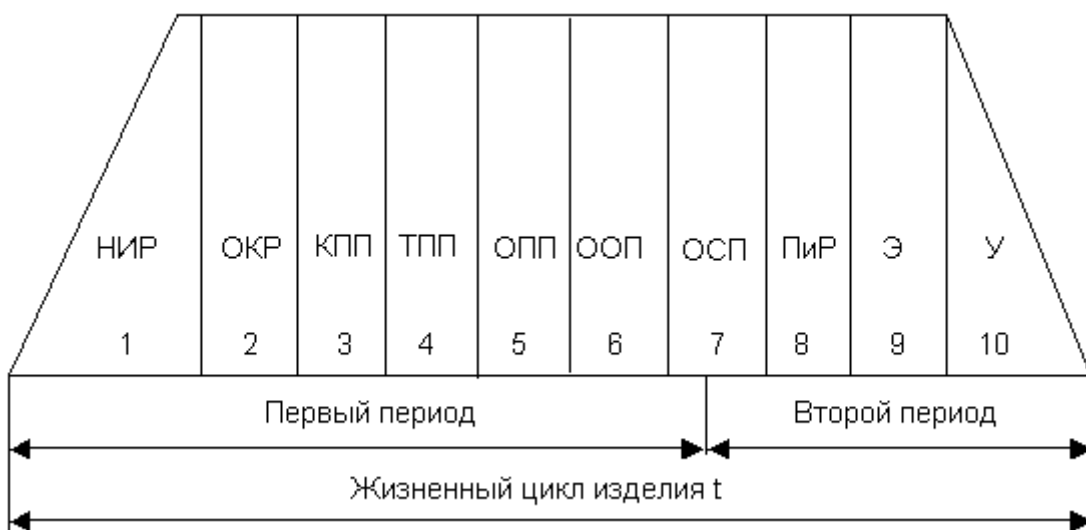 НИР ОКР КПП ТПП ОПП ООП ОСП ПиР Э У
1 2 3 4 5 6 7 8 9 10
Первый период Второй период
Жизненный цикл изделия t